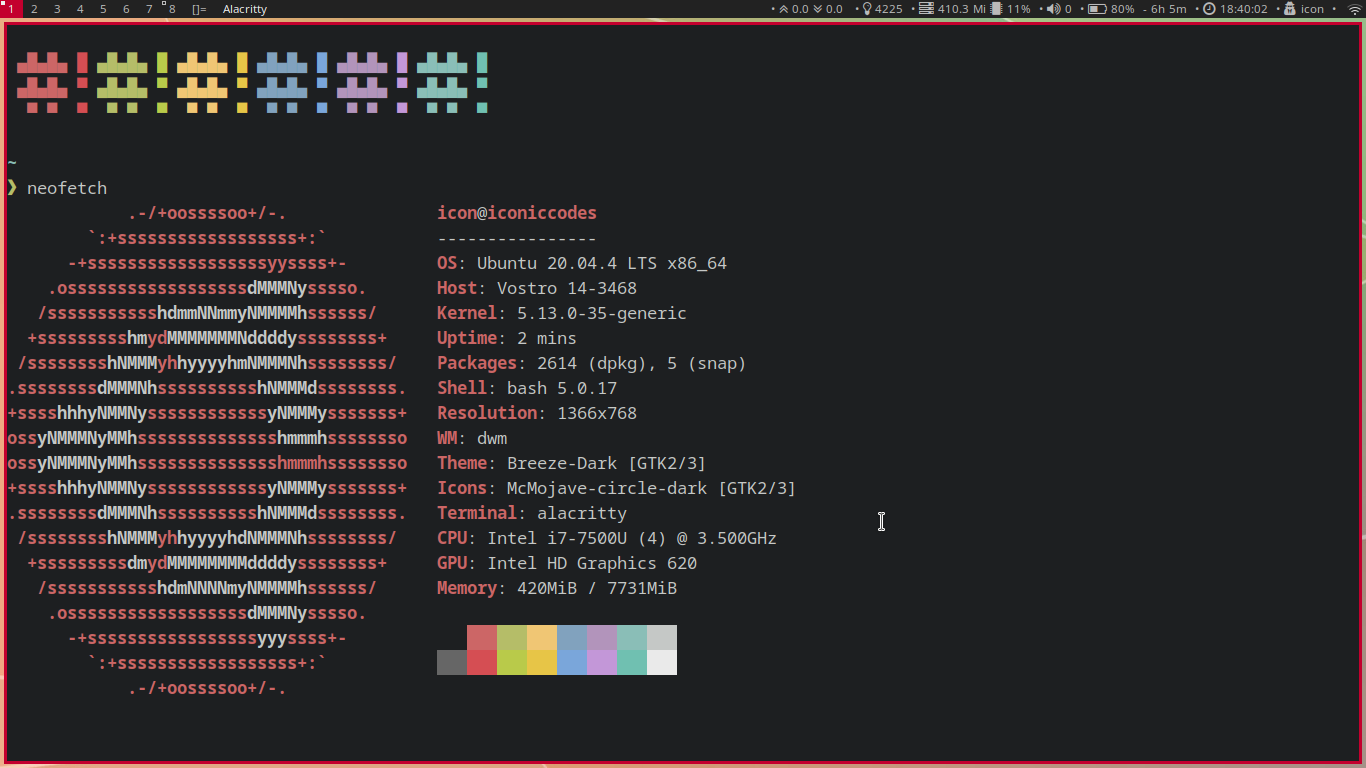 1 2 3 4 5 6 7 8 []= Alacritty • 0.0 0.0 • 4225 • 410.3 Mi 11% • 0 • 80% - 6h 5m • 18:40:02 • icon •
~
❯ neofetch
.-/+oossssoo+/-. icon@iconiccodes
`:+ssssssssssssssssss+:` ----------------
-+ssssssssssssssssssyyssss+- OS: Ubuntu 20.04.4 LTS x86_64
.ossssssssssssssssssdMMMNysssso. Host: Vostro 14-3468
/ssssssssssshdmmNNmmyNMMMMhssssss/ Kernel: 5.13.0-35-generic
+ssssssssshmydMMMMMMMNddddyssssssss+ Uptime: 2 mins
/sssssssshNMMMyhhyyyyhmNMMMNhssssssss/ Packages: 2614 (dpkg), 5 (snap)
.ssssssssdMMMNhsssssssssshNMMMdssssssss. Shell: bash 5.0.17
+sssshhhyNMMNyssssssssssssyNMMMysssssss+ Resolution: 1366x768
ossyNMMMNyMMhsssssssssssssshmmmhssssssso WM: dwm
ossyNMMMNyMMhsssssssssssssshmmmhssssssso Theme: Breeze-Dark [GTK2/3]
+sssshhhyNMMNyssssssssssssyNMMMysssssss+ Icons: McMojave-circle-dark [GTK2/3]
.ssssssssdMMMNhsssssssssshNMMMdssssssss. Terminal: alacritty
/sssssssshNMMMyhhyyyyhdNMMMNhssssssss/ CPU: Intel i7-7500U (4) @ 3.500GHz
+sssssssssdmydMMMMMMMMddddyssssssss+ GPU: Intel HD Graphics 620
/ssssssssssshdmNNNNmyNMMMMhssssss/ Memory: 420MiB / 7731MiB
.ossssssssssssssssssdMMMNysssso.
-+sssssssssssssssssyyyssss+-
`:+ssssssssssssssssss+:`
.-/+oossssoo+/-.